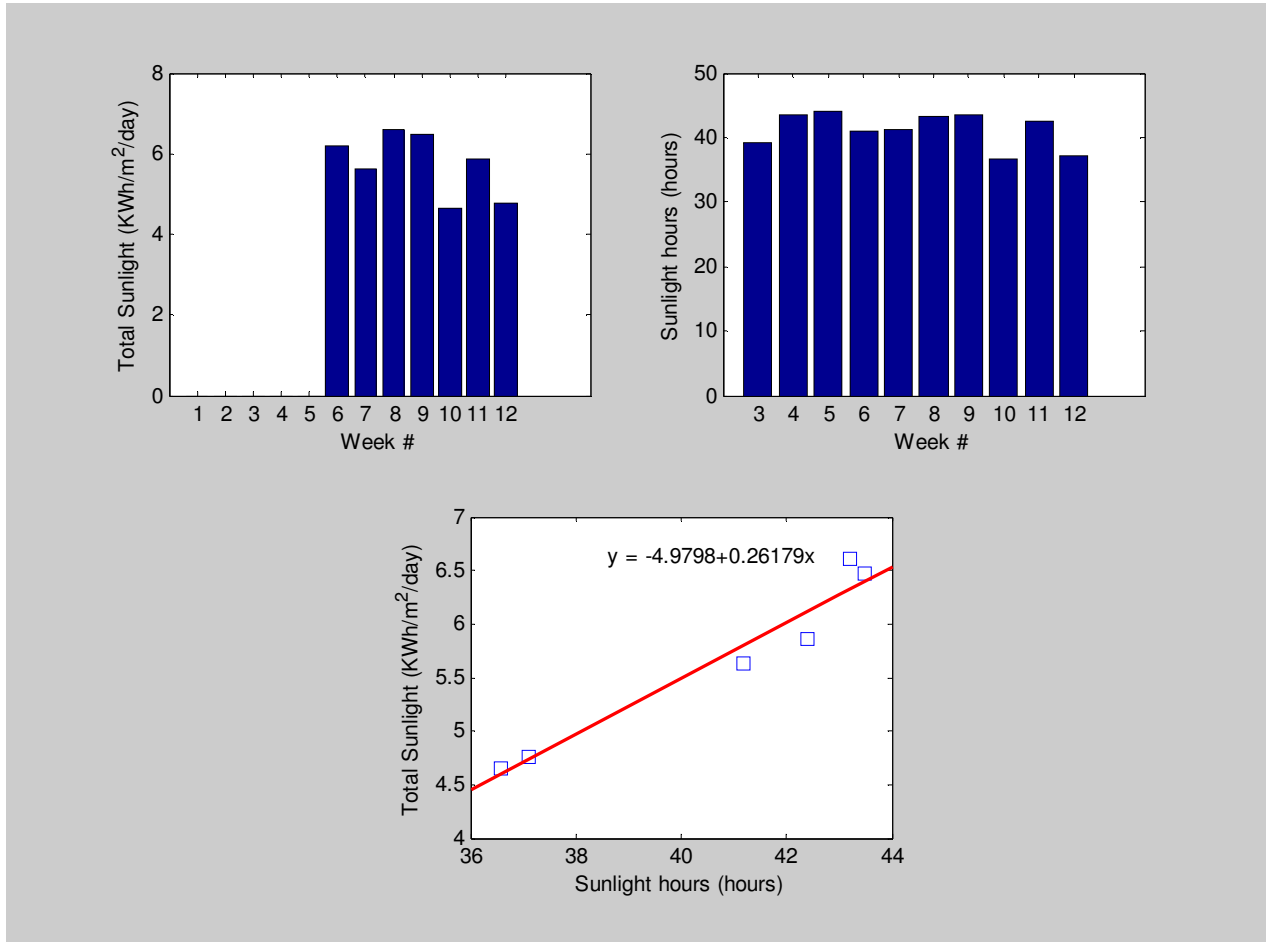 8
6
4
2
0
Total Sunlight (KWh/m²/day)
1 2 3 4 5 6 7 8 9 10 11 12
Week #
50
40
30
20
10
0
Sunlight hours (hours)
3 4 5 6 7 8 9 10 11 12
Week #
7
6.5
6
5.5
5
4.5
4
Total Sunlight (KWh/m²/day)
y = -4.9798+0.26179x
36 38 40 42 44
Sunlight hours (hours)